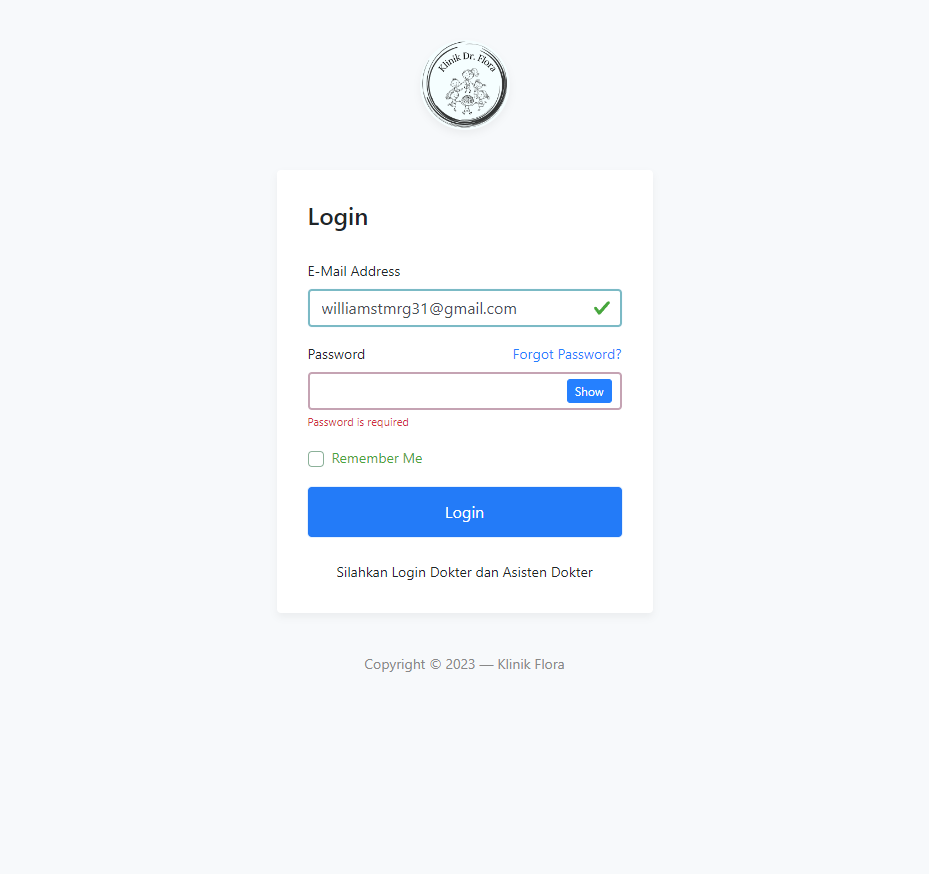 Klinik Dr. Flora
Login
E-Mail Address
williamstmrg31@gmail.com
Password Forgot Password?
Show
Password is required
Remember Me
Login
Silahkan Login Dokter dan Asisten Dokter
Copyright © 2023 — Klinik Flora